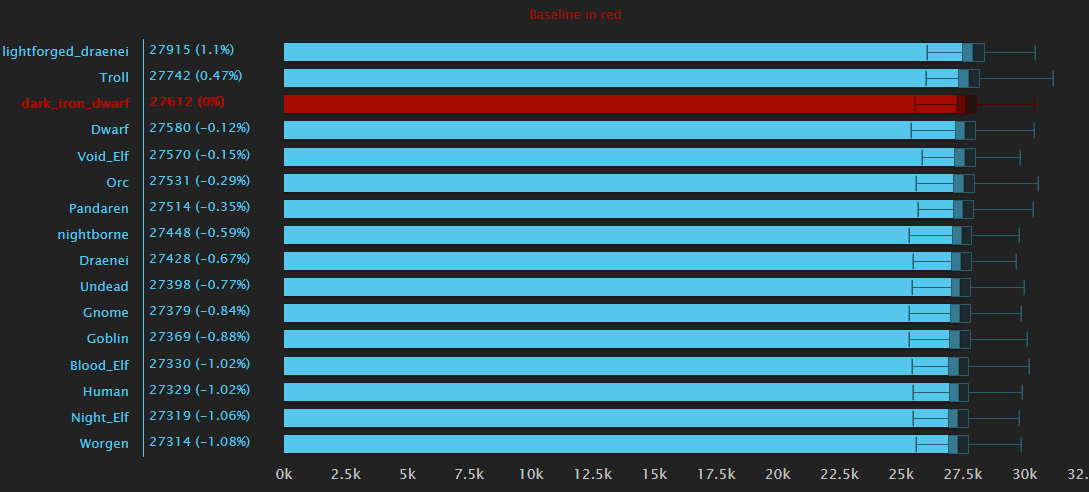 Baseline in red
lightforged_draenei 27915 (1.1%)
Troll 27742 (0.47%)
dark_iron_dwarf 27612 (0%)
Dwarf 27580 (−0.12%)
Void_Elf 27570 (−0.15%)
Orc 27531 (−0.29%)
Pandaren 27514 (−0.35%)
nightborne 27448 (−0.59%)
Draenei 27428 (−0.67%)
Undead 27398 (−0.77%)
Gnome 27379 (−0.84%)
Goblin 27369 (−0.88%)
Blood_Elf 27330 (−1.02%)
Human 27329 (−1.02%)
Night_Elf 27319 (−1.06%)
Worgen 27314 (−1.08%)
0k 2.5k 5k 7.5k 10k 12.5k 15k 17.5k 20k 22.5k 25k 27.5k 30k 32.